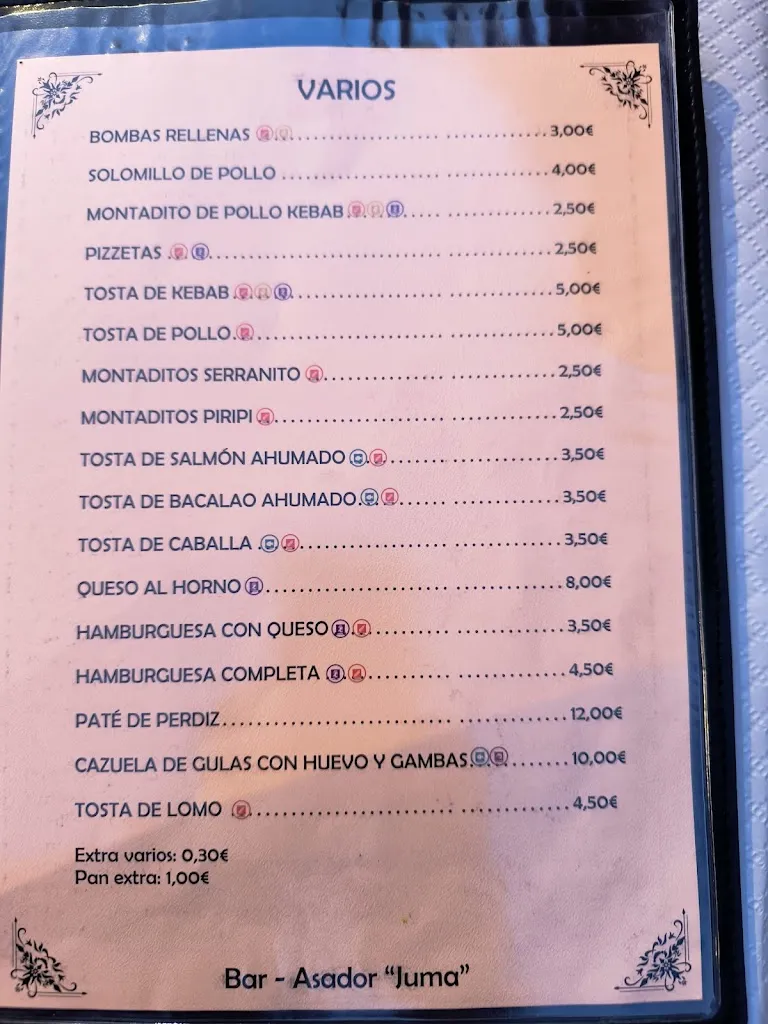 VARIOS
BOMBAS RELLENAS ..................... 3,00€
SOLOMILLO DE POLLO ..................... 4,00€
MONTADITO DE POLLO KEBAB ..................... 2,50€
PIZZETAS ..................... 2,50€
TOSTA DE KEBAB ..................... 5,00€
TOSTA DE POLLO ..................... 5,00€
MONTADITOS SERRANITO ..................... 2,50€
MONTADITOS PIRIPI ..................... 2,50€
TOSTA DE SALMÓN AHUMADO ..................... 3,50€
TOSTA DE BACALAO AHUMADO ..................... 3,50€
TOSTA DE CABALLA ..................... 3,50€
QUESO AL HORNO ..................... 8,00€
HAMBURGUESA CON QUESO ..................... 3,50€
HAMBURGUESA COMPLETA ..................... 4,50€
PATÉ DE PERDIZ ..................... 12,00€
CAZUELA DE GULAS CON HUEVO Y GAMBAS ..................... 10,00€
TOSTA DE LOMO ..................... 4,50€
Extra varios: 0,30€
Pan extra: 1,00€
Bar - Asador "Juma"